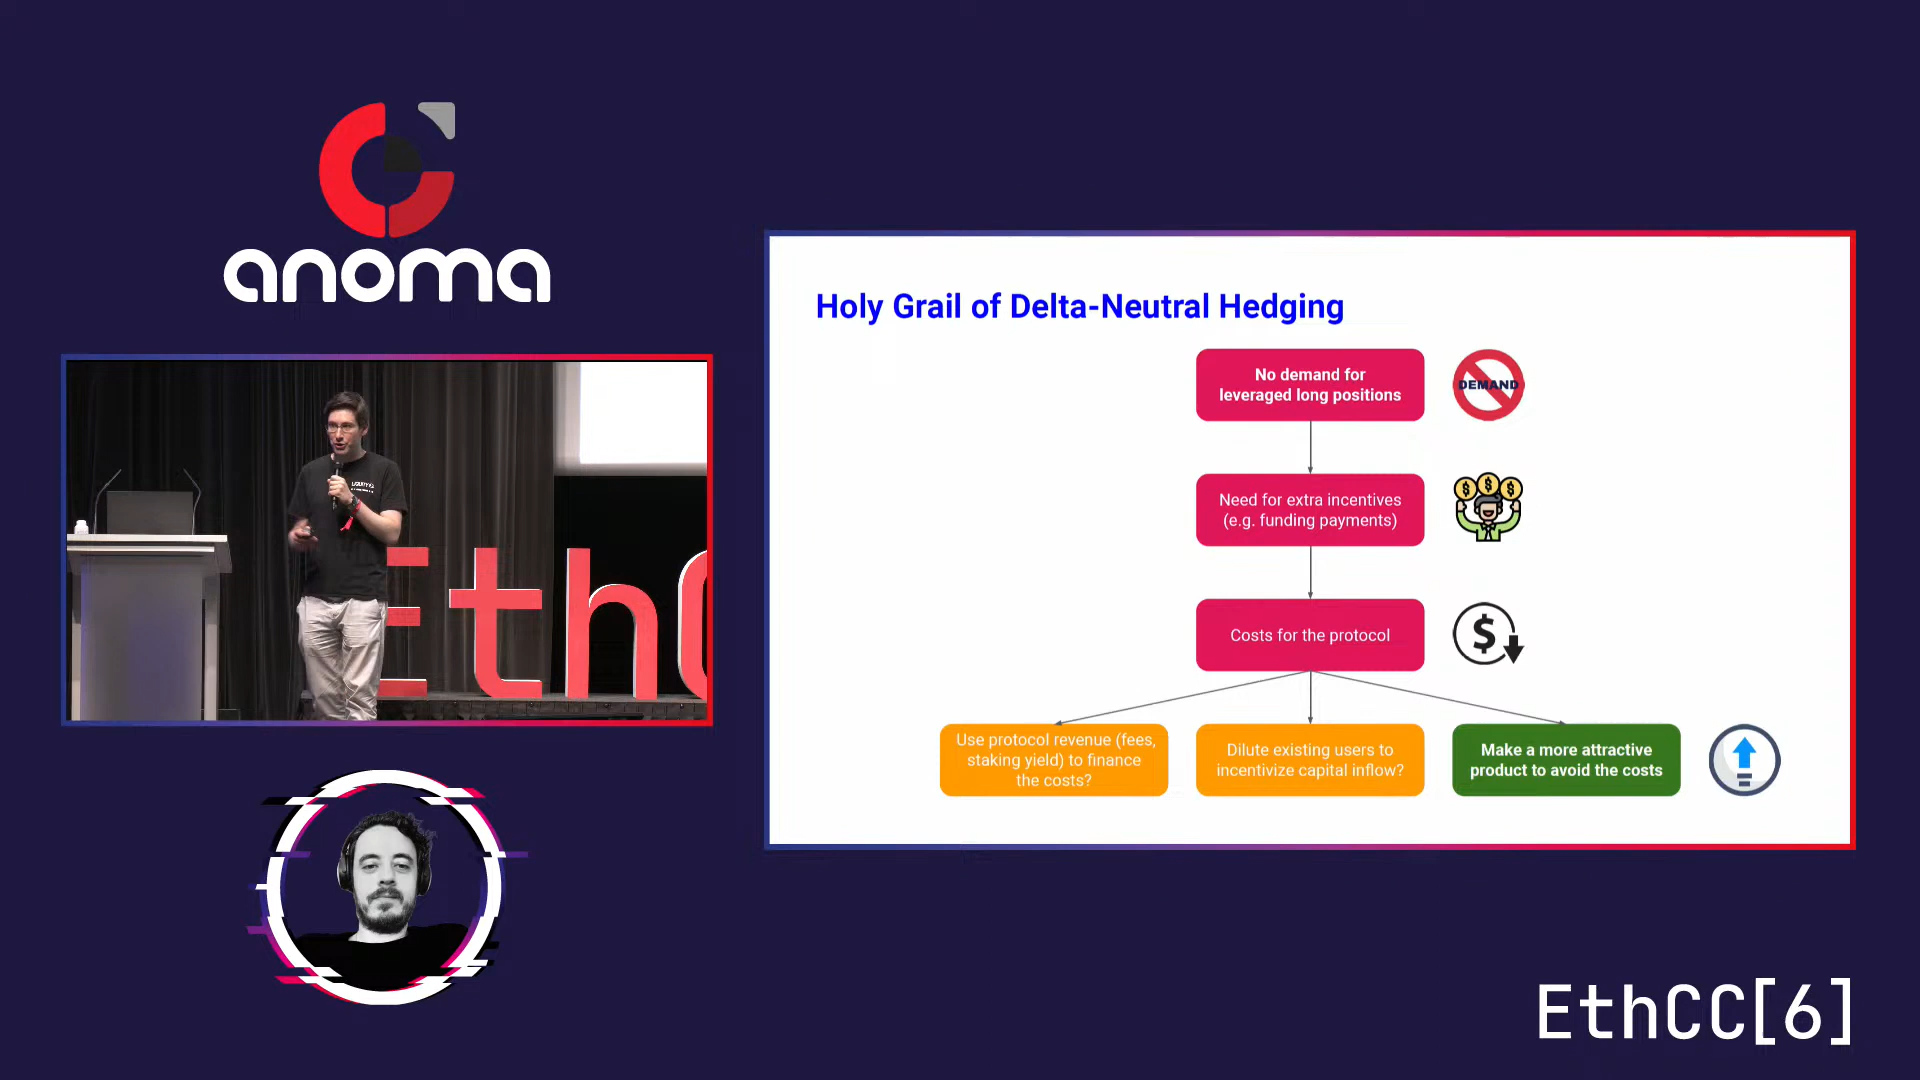 anoma
EthC
Holy Grail of Delta-Neutral Hedging
No demand for
leveraged long positions
DEMAND
Need for extra incentives
(e.g. funding payments)
$ $ $
Costs for the protocol
$
Use protocol revenue (fees,
staking yield) to finance
the costs?
Dilute existing users to
incentivize capital inflow?
Make a more attractive
product to avoid the costs
EthCC[6]